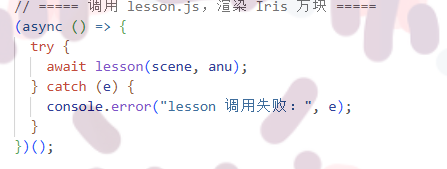 // ===== 调用 lesson.js，渲染 Iris 万块 =====
(async () => {
try {
await lesson(scene, anu);
} catch (e) {
console.error("lesson 调用失败：", e);
}
})();